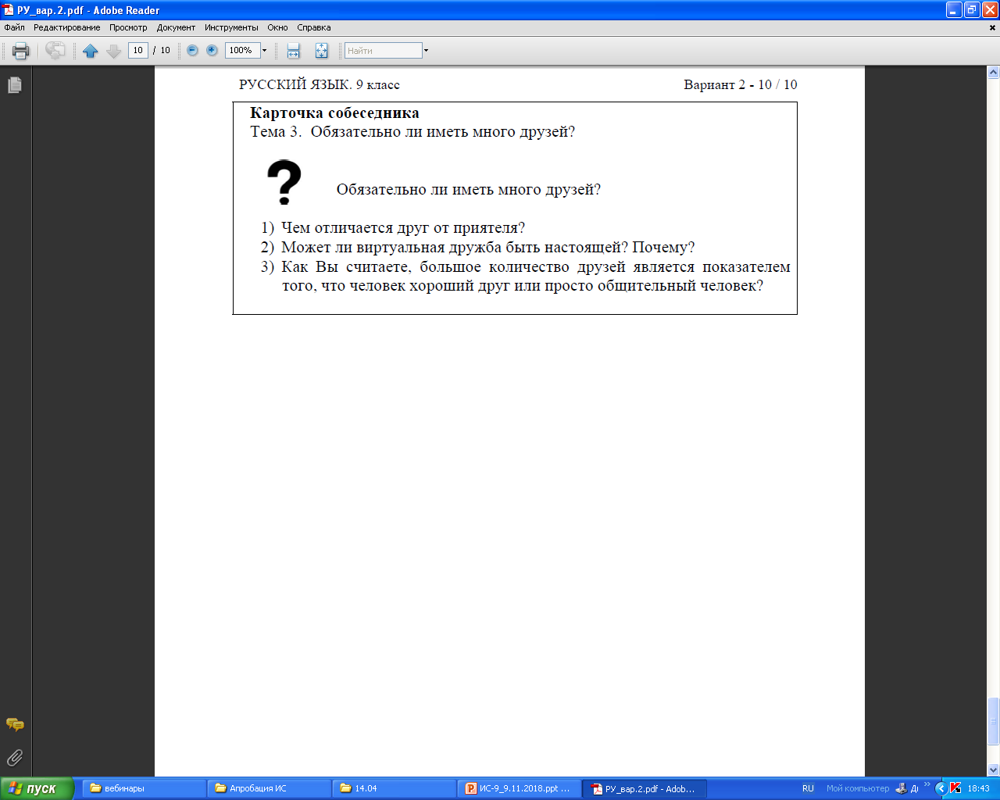 РУ_вар.2.pdf - Adobe Reader
Файл Редактирование Просмотр Документ Инструменты Окно Справка
10 / 10 100% Найти
РУССКИЙ ЯЗЫК. 9 класс Вариант 2 - 10 / 10
Карточка собеседника
Тема 3. Обязательно ли иметь много друзей?
? Обязательно ли иметь много друзей?
1) Чем отличается друг от приятеля?
2) Может ли виртуальная дружба быть настоящей? Почему?
3) Как Вы считаете, большое количество друзей является показателем
того, что человек хороший друг или просто общительный человек?
пуск вебинары Апробация ИС 14.04 ИС-9_9.11.2018.ppt ... РУ_вар.2.pdf - Adob... RU Мой компьютер Д 18:43